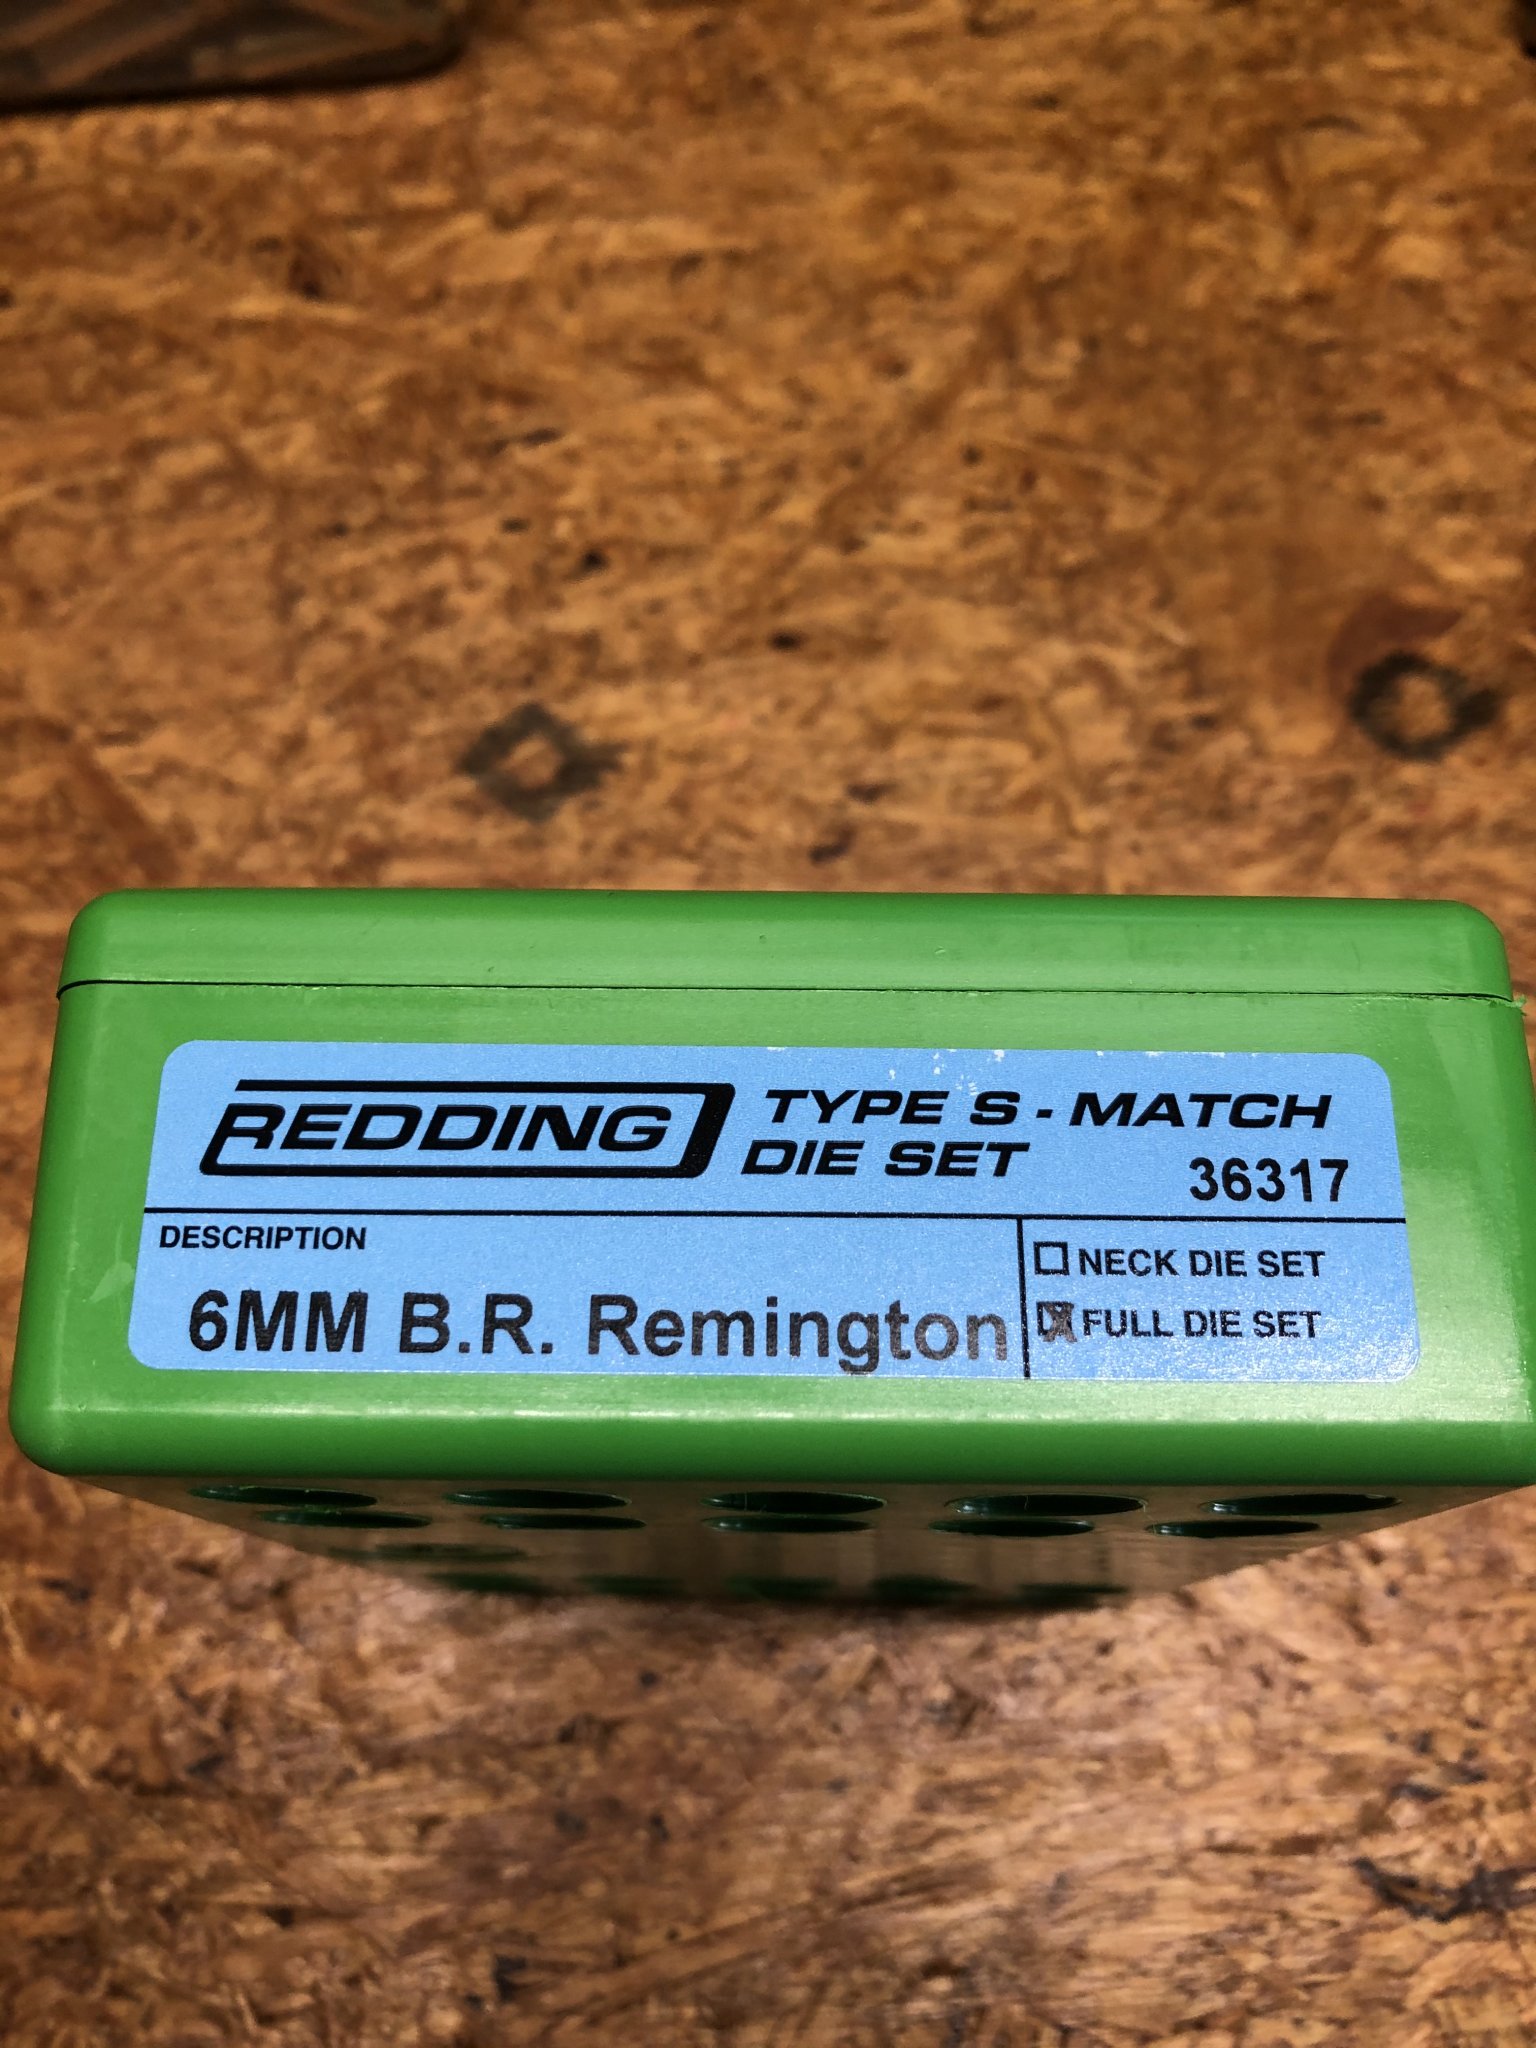 REDDING TYPE S - MATCH
DIE SET
36317
DESCRIPTION
6MM B.R. Remington
NECK DIE SET
FULL DIE SET